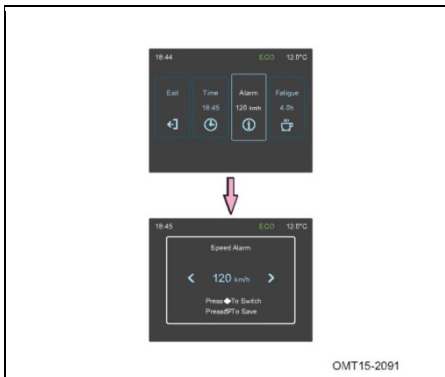 18:44 ECO 12.0°C
Exit Time Alarm Fatigue
18:45 120 km/h 4.0h
18:45 ECO 12.0°C
Speed Alarm
120 km/h
Press To Switch
Press To Save
OMT15-2091